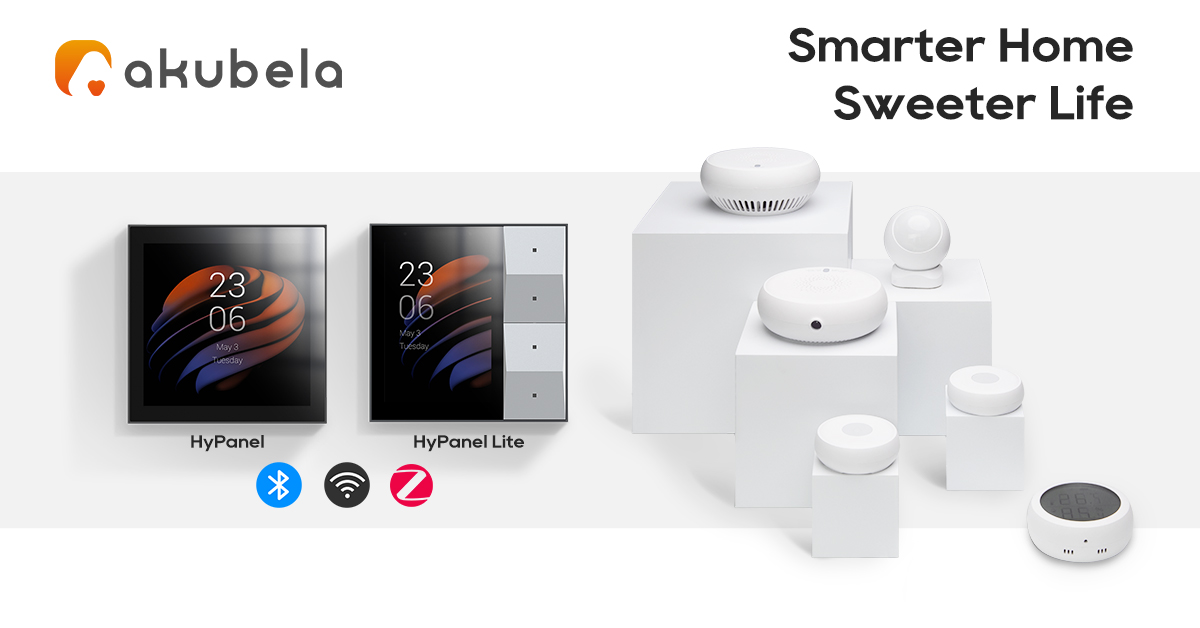 akubela
Smarter Home
Sweeter Life
23
06
May 3
Tuesday
23
06
May 3
Tuesday
HyPanel
HyPanel Lite